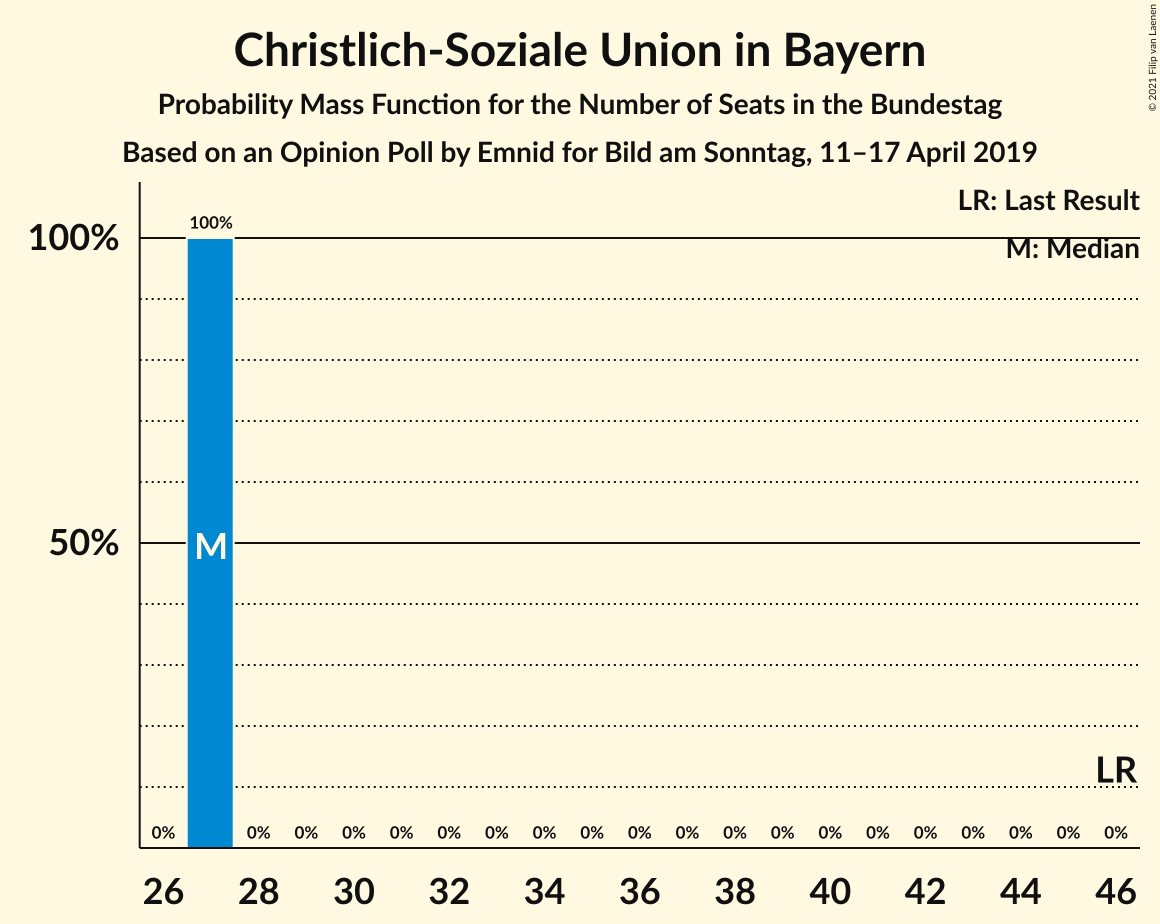 Christlich-Soziale Union in Bayern
Probability Mass Function for the Number of Seats in the Bundestag
Based on an Opinion Poll by Emnid for Bild am Sonntag, 11–17 April 2019
© 2021 Filip van Laenen
LR: Last Result
M: Median
100%
100%
50%
M
LR
0% 0% 0% 0% 0% 0% 0% 0% 0% 0% 0% 0% 0% 0% 0% 0% 0% 0% 0% 0%
26 28 30 32 34 36 38 40 42 44 46